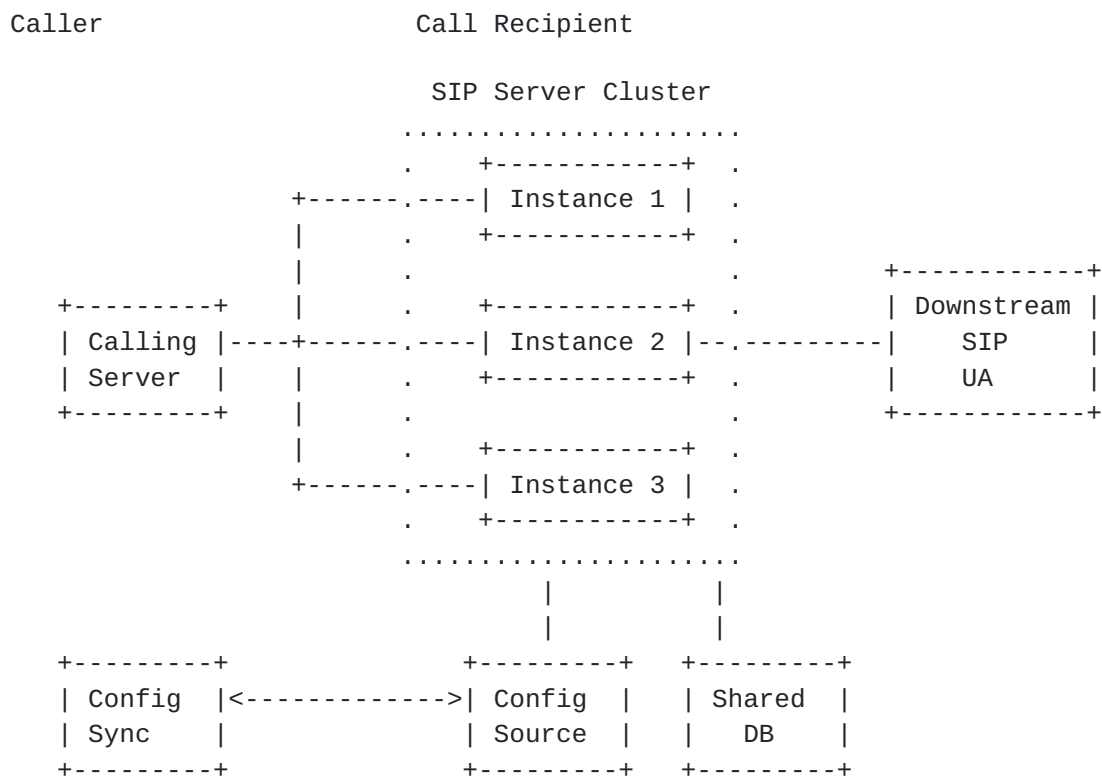 Caller Call Recipient
SIP Server Cluster
Instance 1
Downstream
Calling Instance 2 SIP
Server UA
Instance 3
Config Config Shared
Sync Source DB